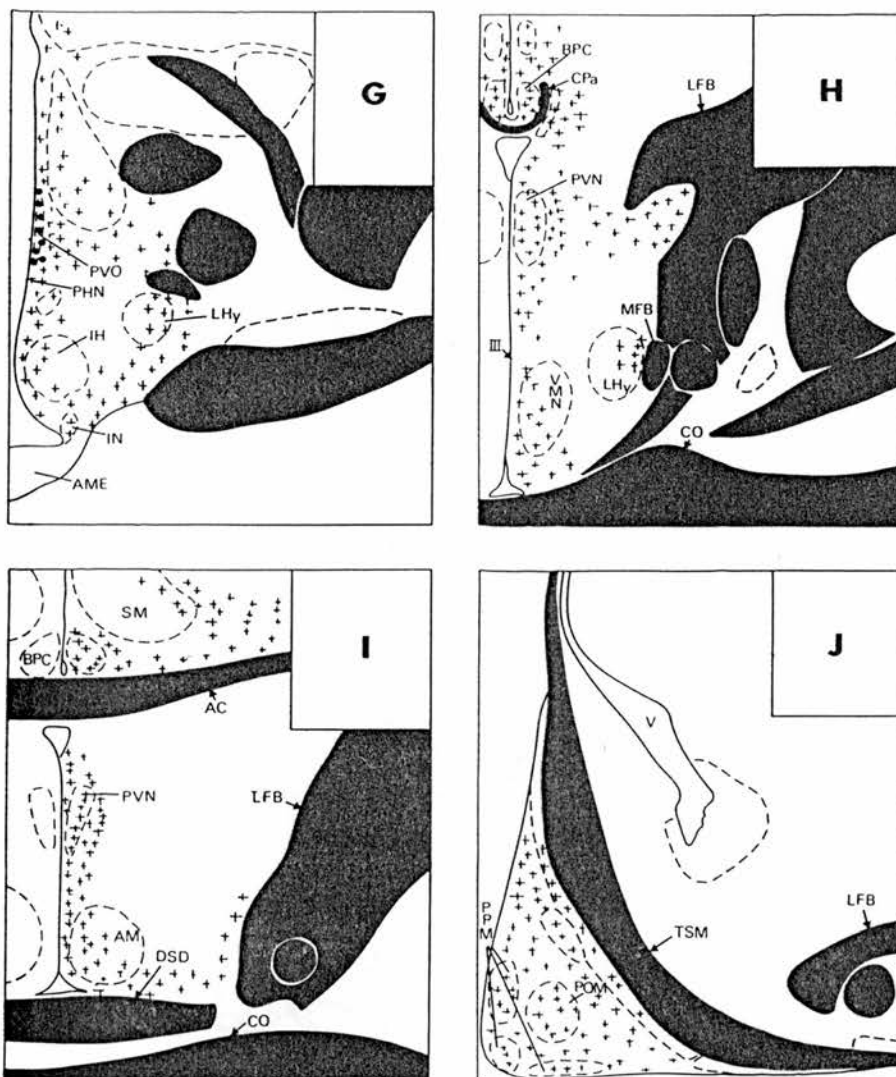 G
PVO
PHN
LHy
IH
IN
AME
BPC
CPa
LFB
H
PVN
MFB
III
LHy
VMN
CO
SM
BPC
I
AC
PVN
LFB
AM
DSD
CO
J
V
PPM
LFB
TSM
POM